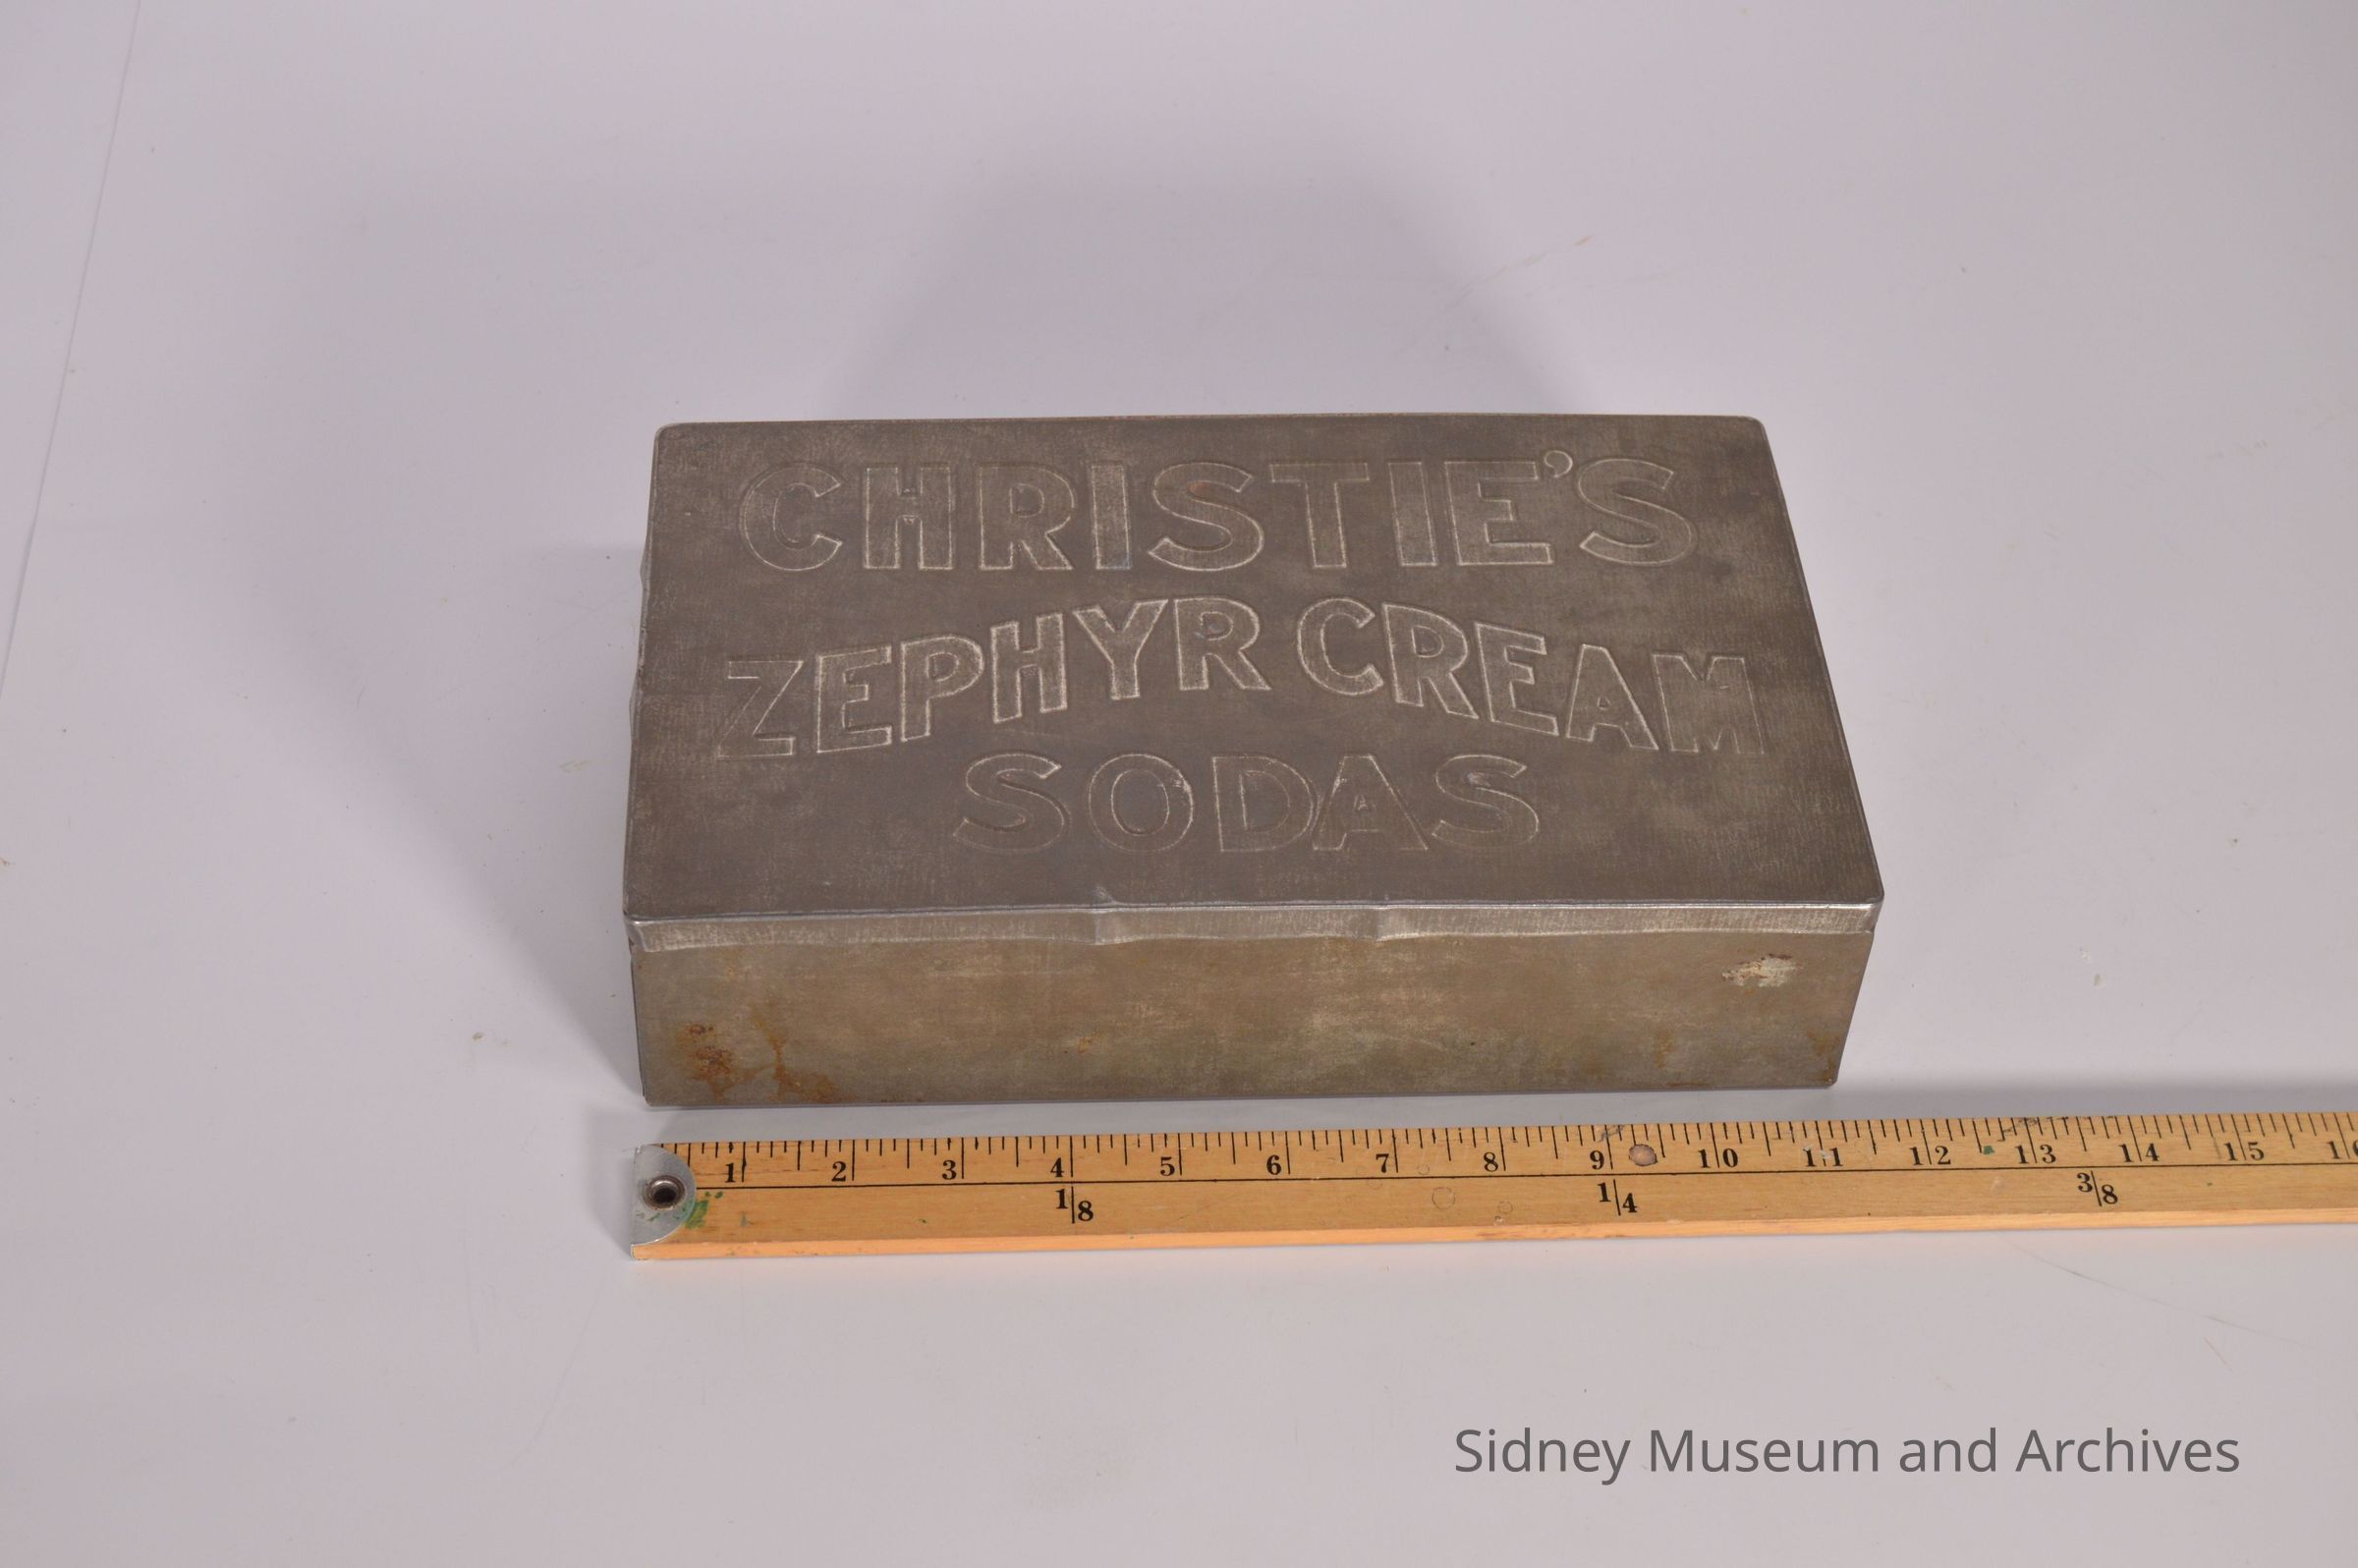 CHRISTIE'S
ZEPHYR CREAM
SODAS
1 2 3 4 5 6 7 8 9 10 11 12 13 14 15 16
1/8 1/4 3/8
Sidney Museum and Archives